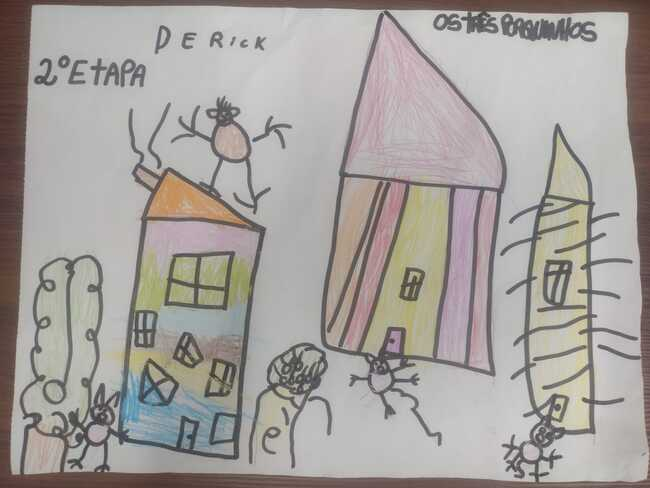 DERICK
OS TRÊS PORQUINHOS
2º ETAPA